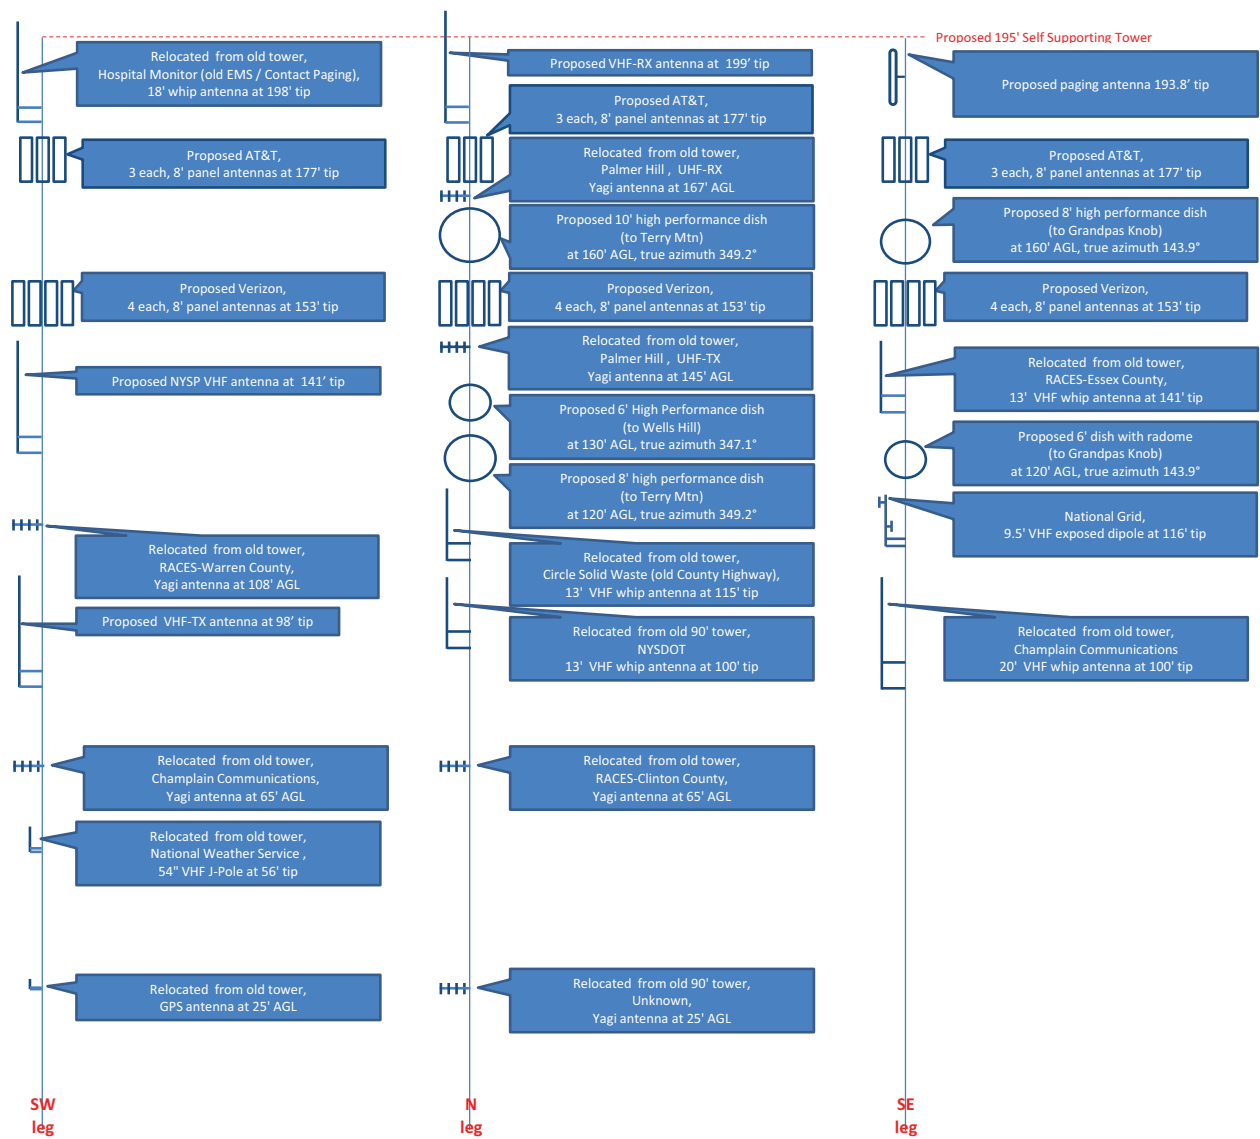 Proposed 195' Self Supporting Tower
Relocated from old tower,
Hospital Monitor (old EMS / Contact Paging),
18' whip antenna at 198' tip
Proposed AT&T,
3 each, 8' panel antennas at 177' tip
Proposed Verizon,
4 each, 8' panel antennas at 153' tip
Proposed NYSP VHF antenna at 141' tip
Relocated from old tower,
RACES-Warren County,
Yagi antenna at 108' AGL
Proposed VHF-TX antenna at 98' tip
Relocated from old tower,
Champlain Communications,
Yagi antenna at 65' AGL
Relocated from old tower,
National Weather Service ,
54" VHF J-Pole at 56' tip
Relocated from old tower,
GPS antenna at 25' AGL
SW
leg
Proposed VHF-RX antenna at 199' tip
Proposed AT&T,
3 each, 8' panel antennas at 177' tip
Relocated from old tower,
Palmer Hill , UHF-RX
Yagi antenna at 167' AGL
Proposed 10' high performance dish
(to Terry Mtn)
at 160' AGL, true azimuth 349.2°
Proposed Verizon,
4 each, 8' panel antennas at 153' tip
Relocated from old tower,
Palmer Hill , UHF-TX
Yagi antenna at 145' AGL
Proposed 6' High Performance dish
(to Wells Hill)
at 130' AGL, true azimuth 347.1°
Proposed 8' high performance dish
(to Terry Mtn)
at 120' AGL, true azimuth 349.2°
Relocated from old tower,
Circle Solid Waste (old County Highway),
13' VHF whip antenna at 115' tip
Relocated from old 90' tower,
NYSDOT
13' VHF whip antenna at 100' tip
Relocated from old tower,
RACES-Clinton County,
Yagi antenna at 65' AGL
Relocated from old 90' tower,
Unknown,
Yagi antenna at 25' AGL
N
leg
Proposed paging antenna 193.8' tip
Proposed AT&T,
3 each, 8' panel antennas at 177' tip
Proposed 8' high performance dish
(to Grandpas Knob)
at 160' AGL, true azimuth 143.9°
Proposed Verizon,
4 each, 8' panel antennas at 153' tip
Relocated from old tower,
RACES-Essex County,
13' VHF whip antenna at 141' tip
Proposed 6' dish with radome
(to Grandpas Knob)
at 120' AGL, true azimuth 143.9°
National Grid,
9.5' VHF exposed dipole at 116' tip
Relocated from old tower,
Champlain Communications
20' VHF whip antenna at 100' tip
SE
leg